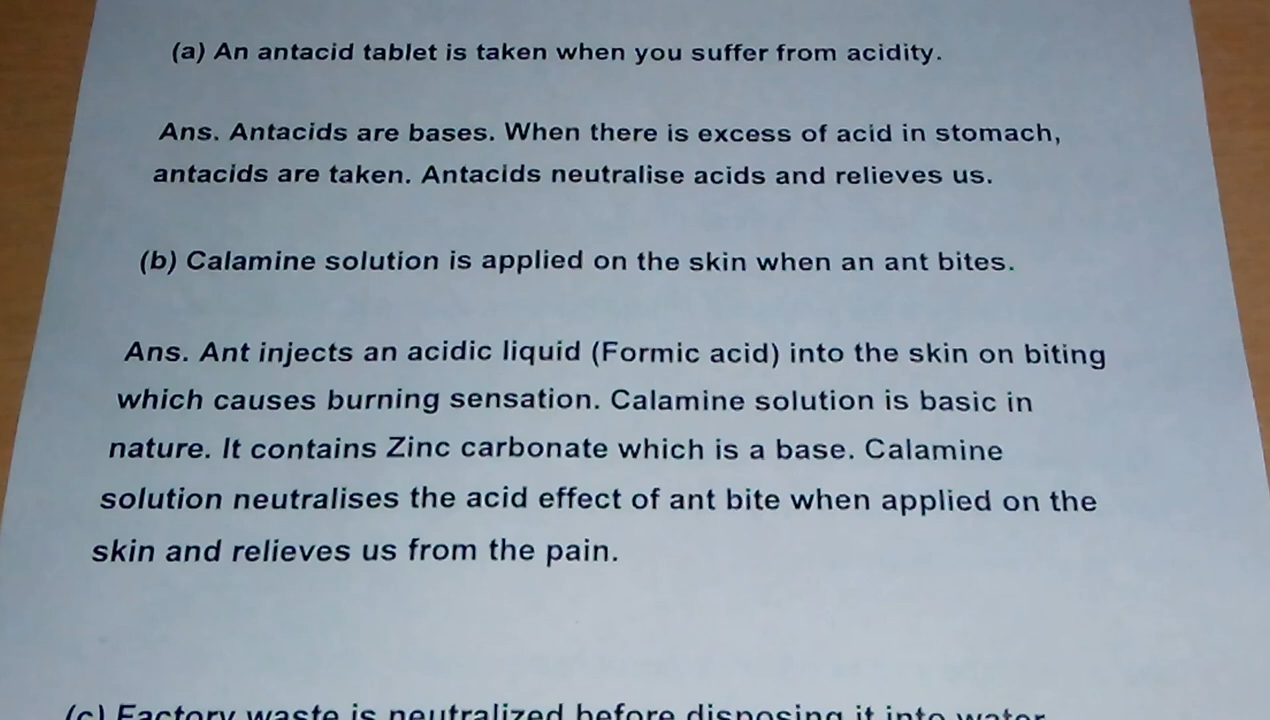 (a) An antacid tablet is taken when you suffer from acidity.
Ans. Antacids are bases. When there is excess of acid in stomach,
antacids are taken. Antacids neutralise acids and relieves us.
(b) Calamine solution is applied on the skin when an ant bites.
Ans. Ant injects an acidic liquid (Formic acid) into the skin on biting
which causes burning sensation. Calamine solution is basic in
nature. It contains Zinc carbonate which is a base. Calamine
solution neutralises the acid effect of ant bite when applied on the
skin and relieves us from the pain.
(c) Factory waste is neutralized before disposing it into water